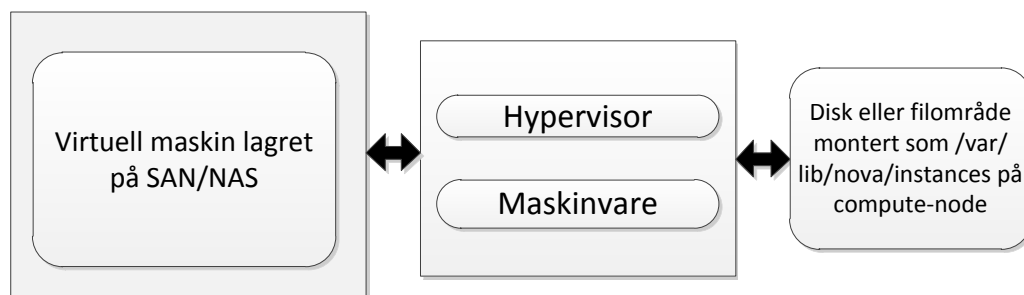 Virtuell maskin lagret
på SAN/NAS
Hypervisor
Maskinvare
Disk eller filområde
montert som /var/
lib/nova/instances på
compute-node